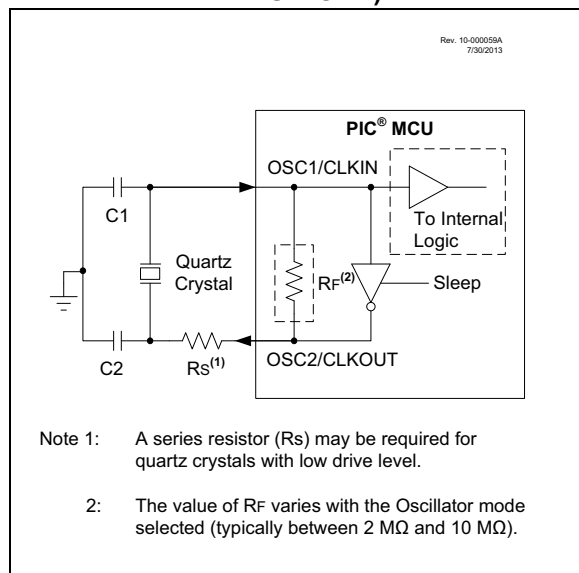 Rev. 10-000059A
7/30/2013
PIC® MCU
OSC1/CLKIN
C1
To Internal
Logic
Quartz
Crystal
RF(2)
Sleep
C2
RS(1)
OSC2/CLKOUT
Note 1: A series resistor (Rs) may be required for
quartz crystals with low drive level.
2: The value of RF varies with the Oscillator mode
selected (typically between 2 MΩ and 10 MΩ).